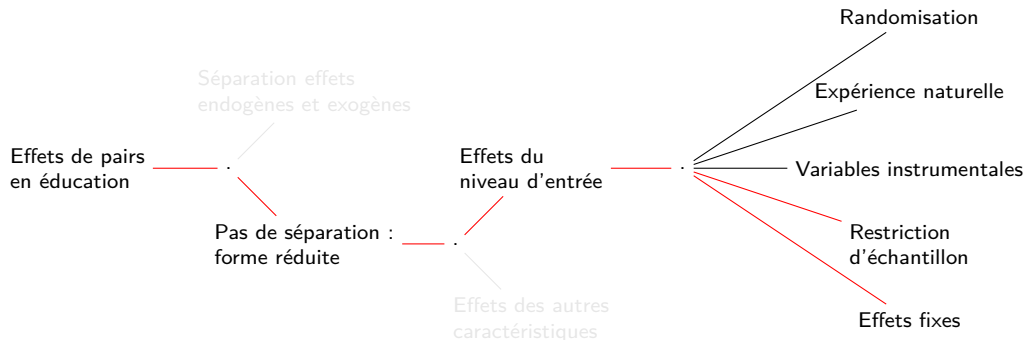 Randomisation
Séparation effets
endogènes et exogènes
Expérience naturelle
Effets de pairs
en éducation
Effets du
niveau d'entrée
Variables instrumentales
Pas de séparation :
forme réduite
Restriction
d'échantillon
Effets des autres
caractéristiques
Effets fixes